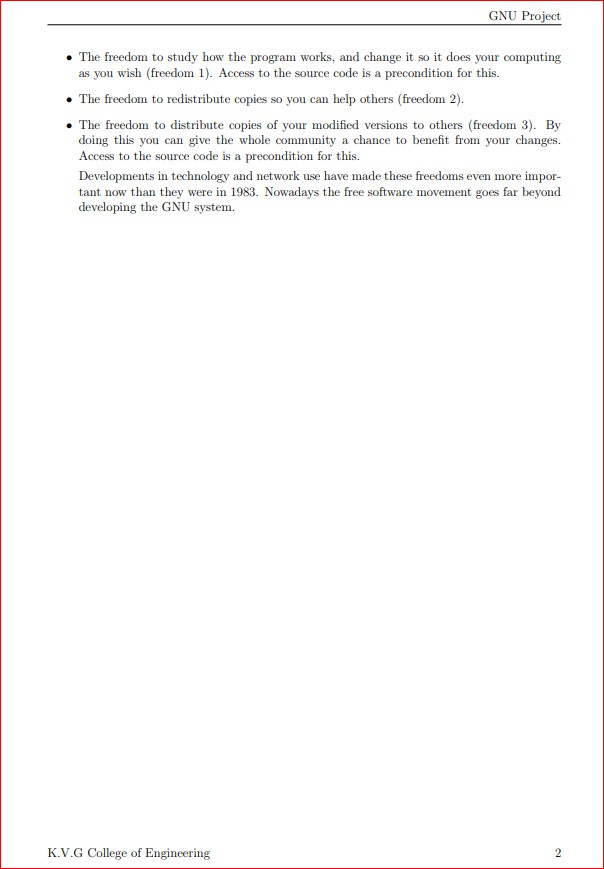 GNU Project
• The freedom to study how the program works, and change it so it does your computing
as you wish (freedom 1). Access to the source code is a precondition for this.
• The freedom to redistribute copies so you can help others (freedom 2).
• The freedom to distribute copies of your modified versions to others (freedom 3). By
doing this you can give the whole community a chance to benefit from your changes.
Access to the source code is a precondition for this.
Developments in technology and network use have made these freedoms even more impor-
tant now than they were in 1983. Nowadays the free software movement goes far beyond
developing the GNU system.
K.V.G College of Engineering 2